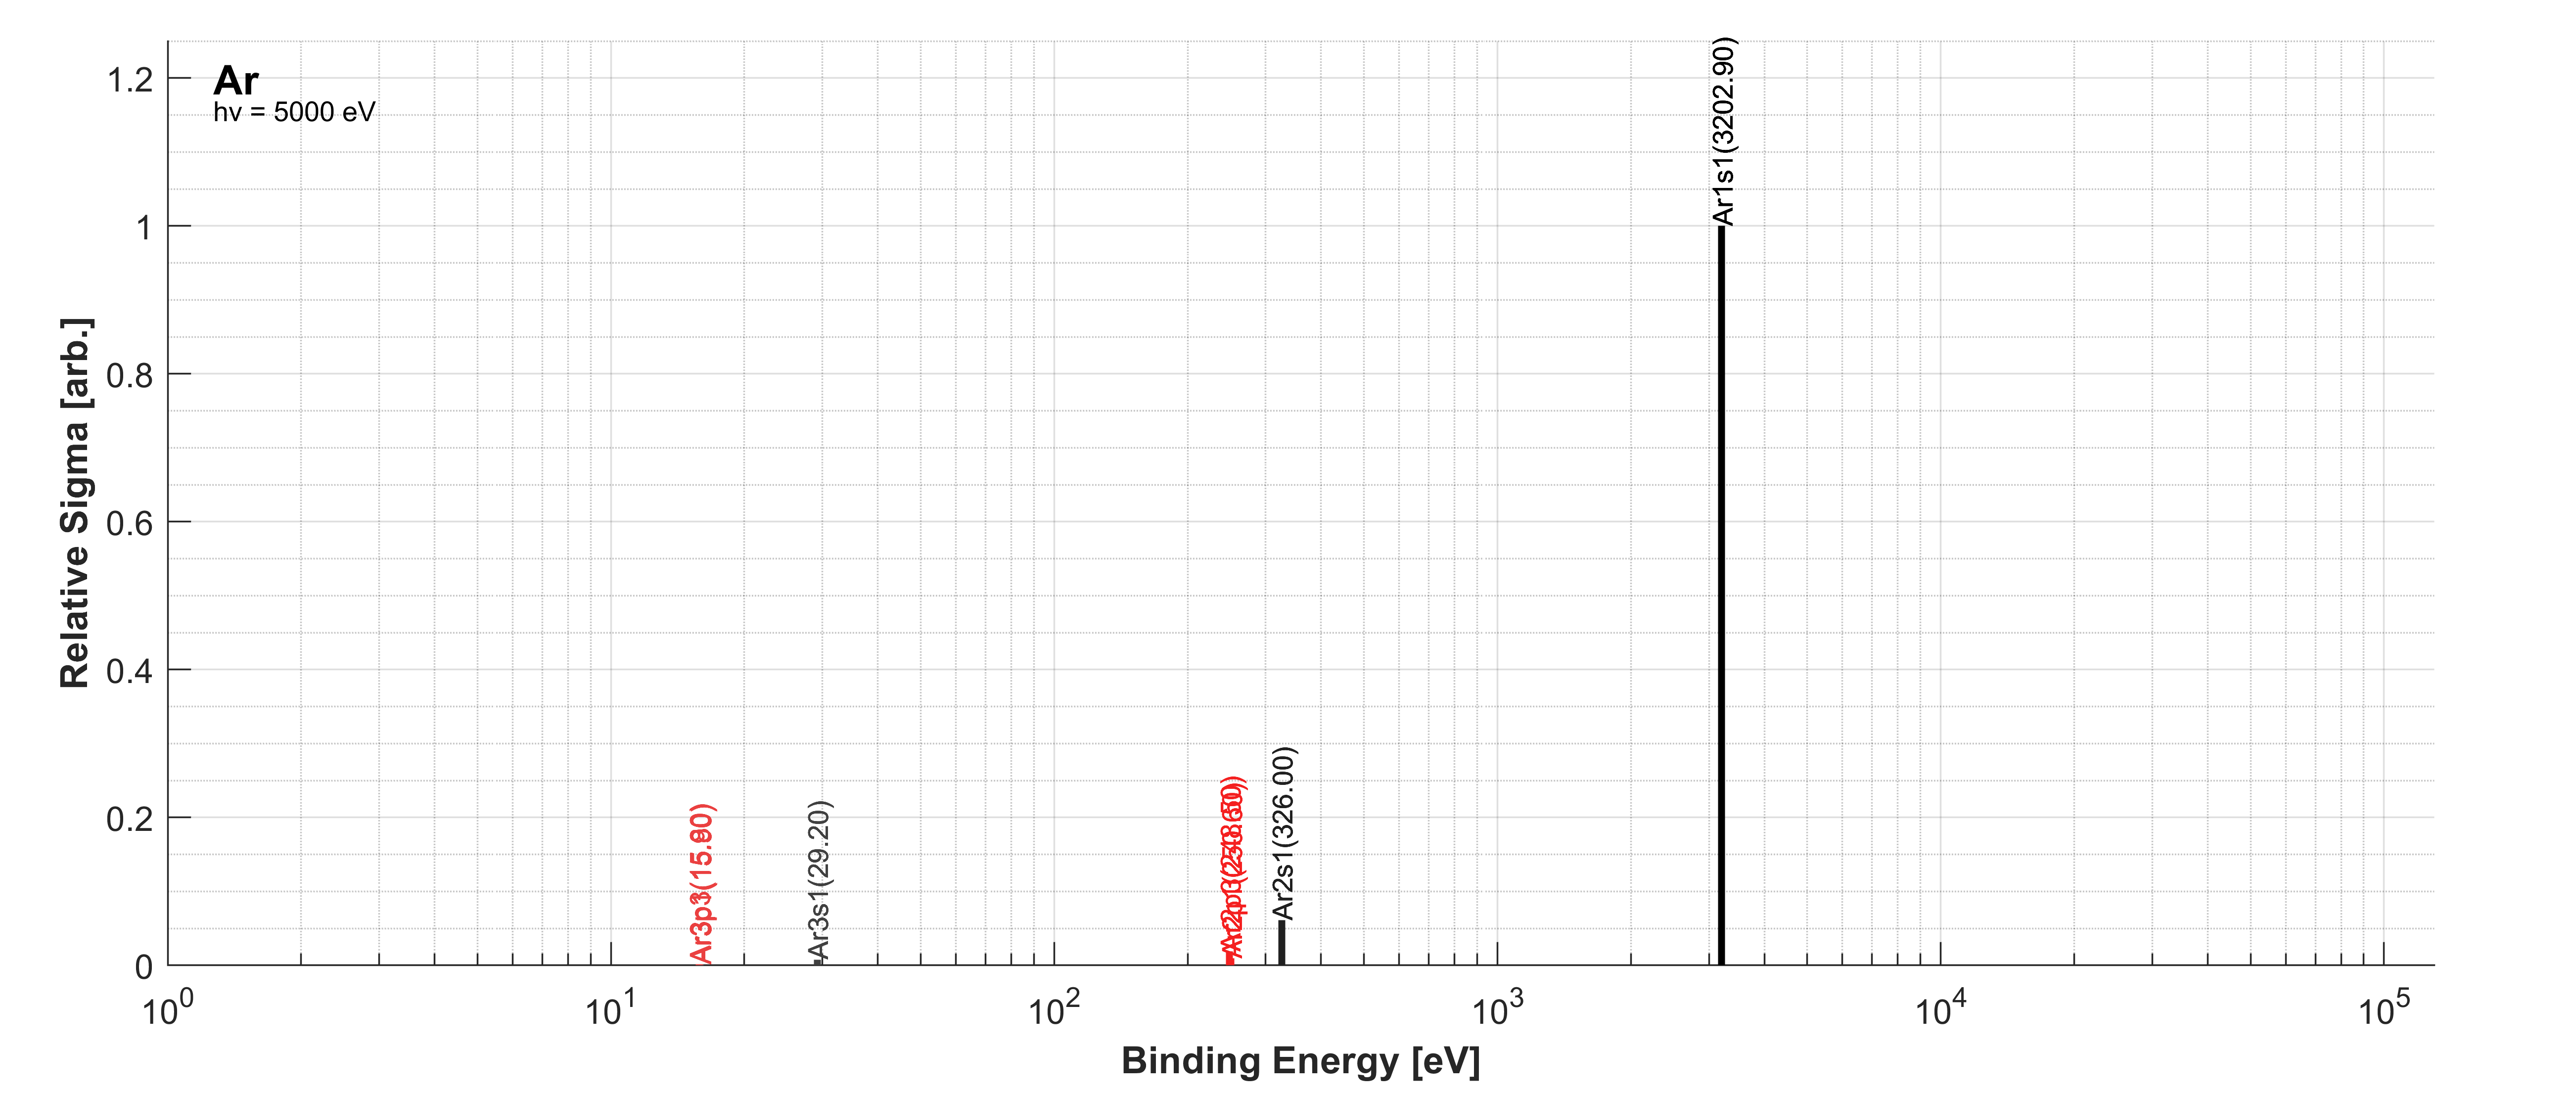 Ar
hv = 5000 eV
Relative Sigma [arb.]
1.2
1
0.8
0.6
0.4
0.2
0
Ar3s1(29.20)
Ar2s1(326.00)
Ar1s1(3202.90)
10^0
10^1
10^2
10^3
10^4
10^5
Binding Energy [eV]